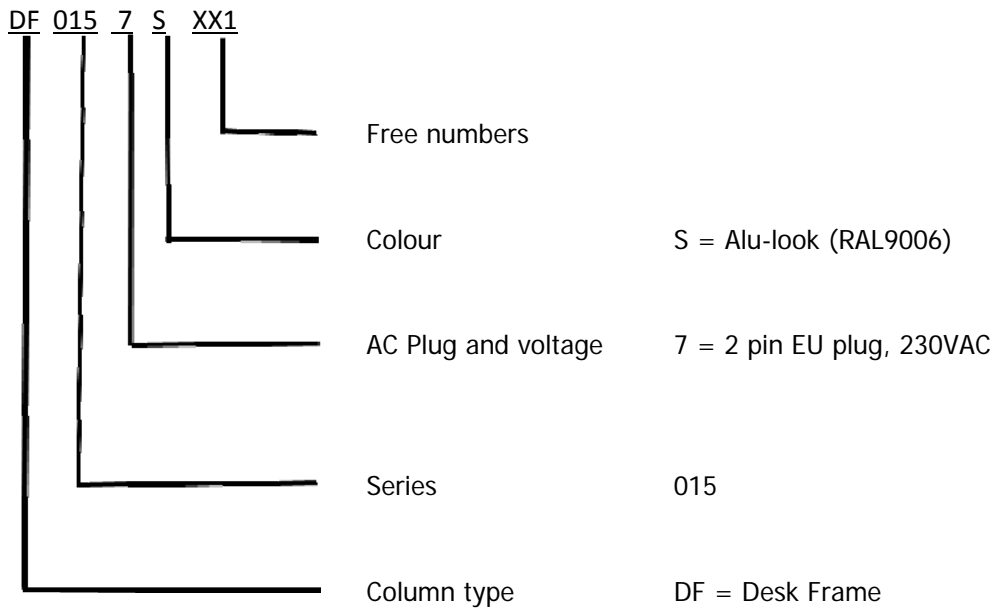 DF 015 7 S XX1
Free numbers
Colour S = Alu-look (RAL9006)
AC Plug and voltage 7 = 2 pin EU plug, 230VAC
Series 015
Column type DF = Desk Frame